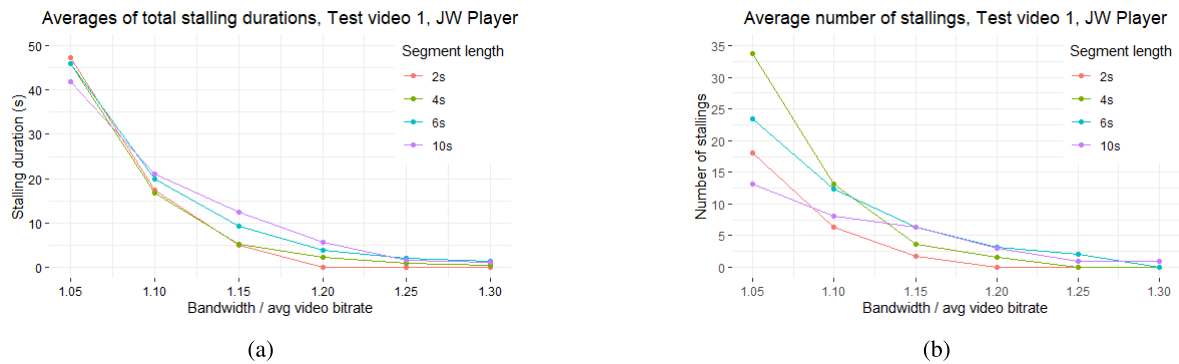 Averages of total stalling durations, Test video 1, JW Player
Stalling duration (s)
50
40
30
20
10
0
1.05 1.10 1.15 1.20 1.25 1.30
Bandwidth / avg video bitrate
Segment length
2s
4s
6s
10s
(a)
Average number of stallings, Test video 1, JW Player
Number of stallings
35
30
25
20
15
10
5
0
1.05 1.10 1.15 1.20 1.25 1.30
Bandwidth / avg video bitrate
Segment length
2s
4s
6s
10s
(b)